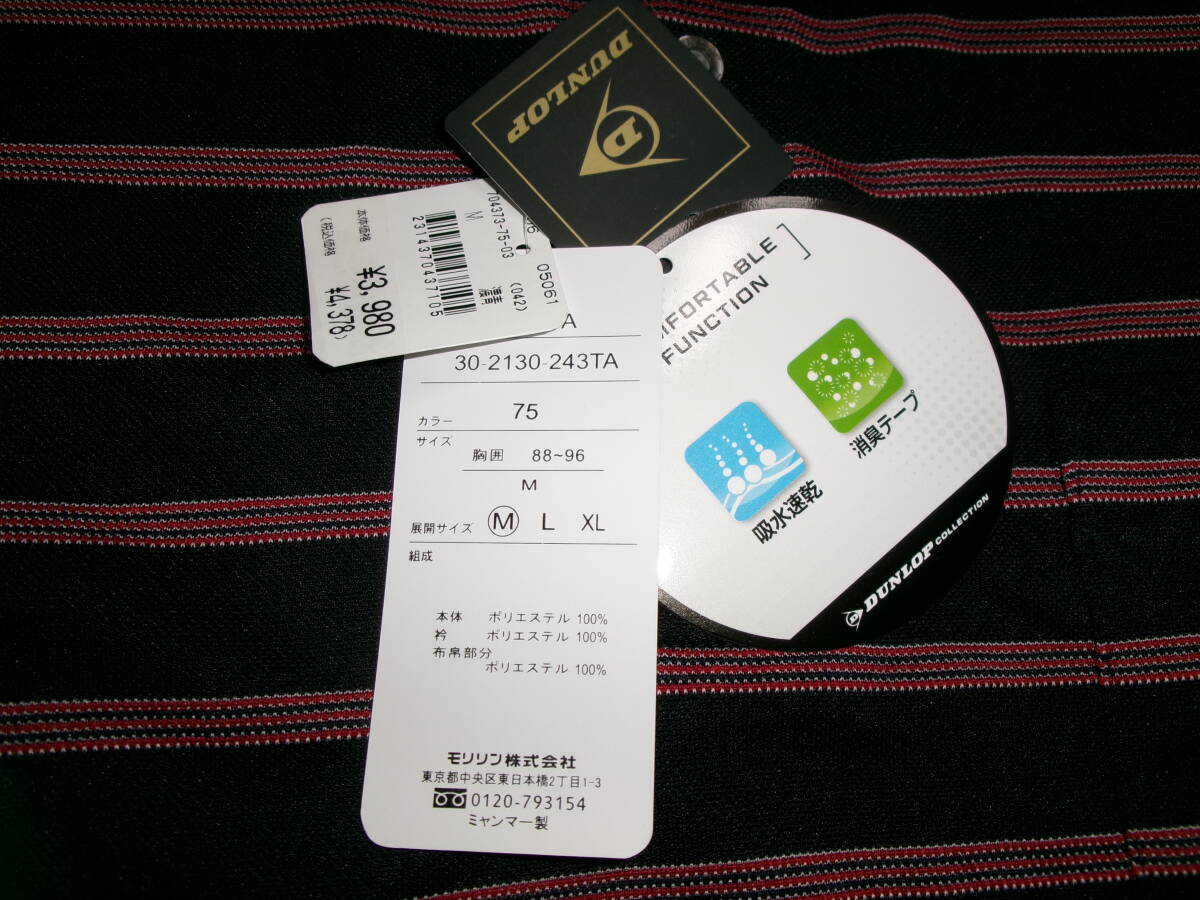 DUNLOP
D
704373-75-03
05061
M
(042)
濃青
2314370437105
本体価格
¥3,980
(税込価格
¥4,378)
A
30-2130-243TA
カラー 75
サイズ
胸囲 88~96
M
展開サイズ M L XL
組成
本体 ポリエステル 100%
衿 ポリエステル 100%
布帛部分
ポリエステル 100%
モリリン株式会社
東京都中央区東日本橋2丁目1-3
0120-793154
ミャンマー製
MFORTABLE
FUNCTION
消臭テープ
吸水速乾
D DUNLOP COLLECTION